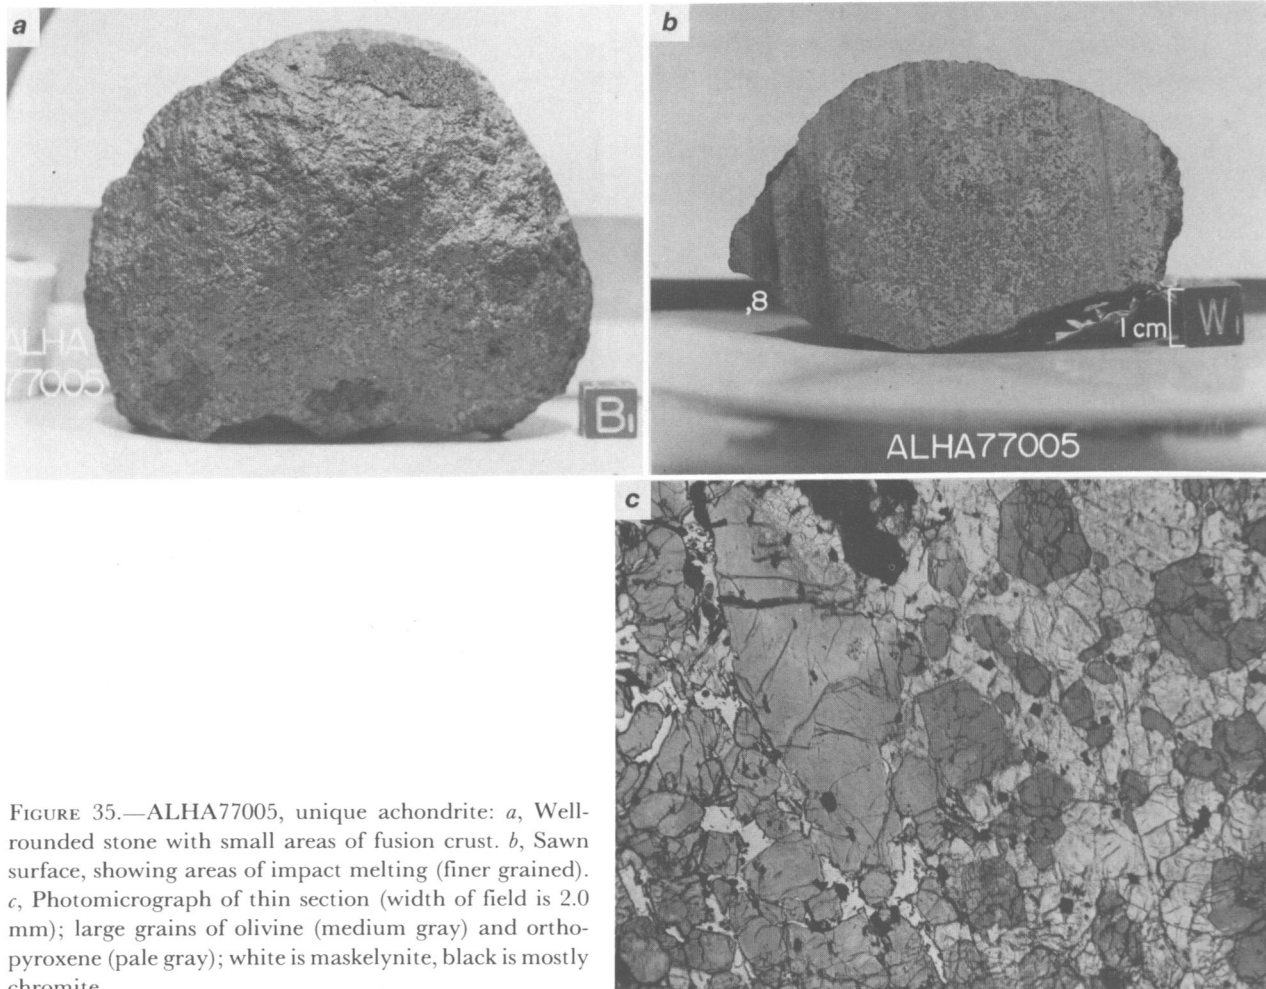 a
ALHA
77005
B1
b
,8
1 cm
W1
ALHA77005
c
FIGURE 35.—ALHA77005, unique achondrite: a, Well-
rounded stone with small areas of fusion crust. b, Sawn
surface, showing areas of impact melting (finer grained).
c, Photomicrograph of thin section (width of field is 2.0
mm); large grains of olivine (medium gray) and ortho-
pyroxene (pale gray); white is maskelynite, black is mostly
chromite.